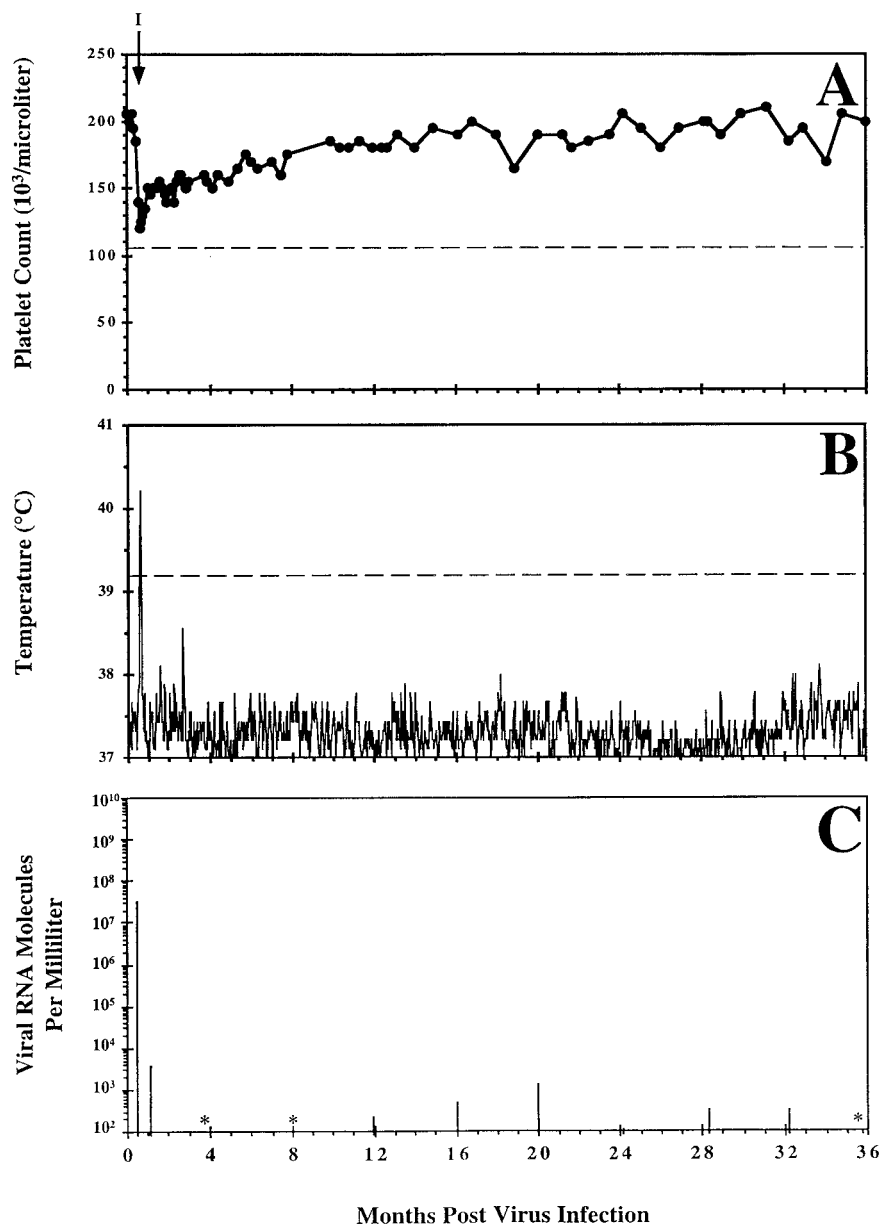 I
A
Platelet Count (10³/microliter)
250
200
150
100
50
0
B
Temperature (°C)
41
40
39
38
37
C
Viral RNA Molecules
Per Milliliter
10¹⁰
10⁹
10⁸
10⁷
10⁶
10⁵
10⁴
10³
10²
* * *
0 4 8 12 16 20 24 28 32 36
Months Post Virus Infection